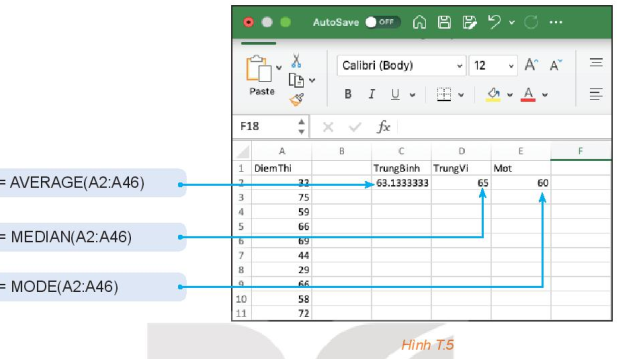 AutoSave OFF
Calibri (Body) 12 A^ A˅
Paste
B I U A
F18 fx
A B C D E F
1 DiemThi TrungBinh TrungVi Mot
= AVERAGE(A2:A46)
2 32 63.1333333 65 60
3 75
4 59
5 66
= MEDIAN(A2:A46)
6 69
7 44
8 29
= MODE(A2:A46)
9 66
10 58
11 72
Hình T.5